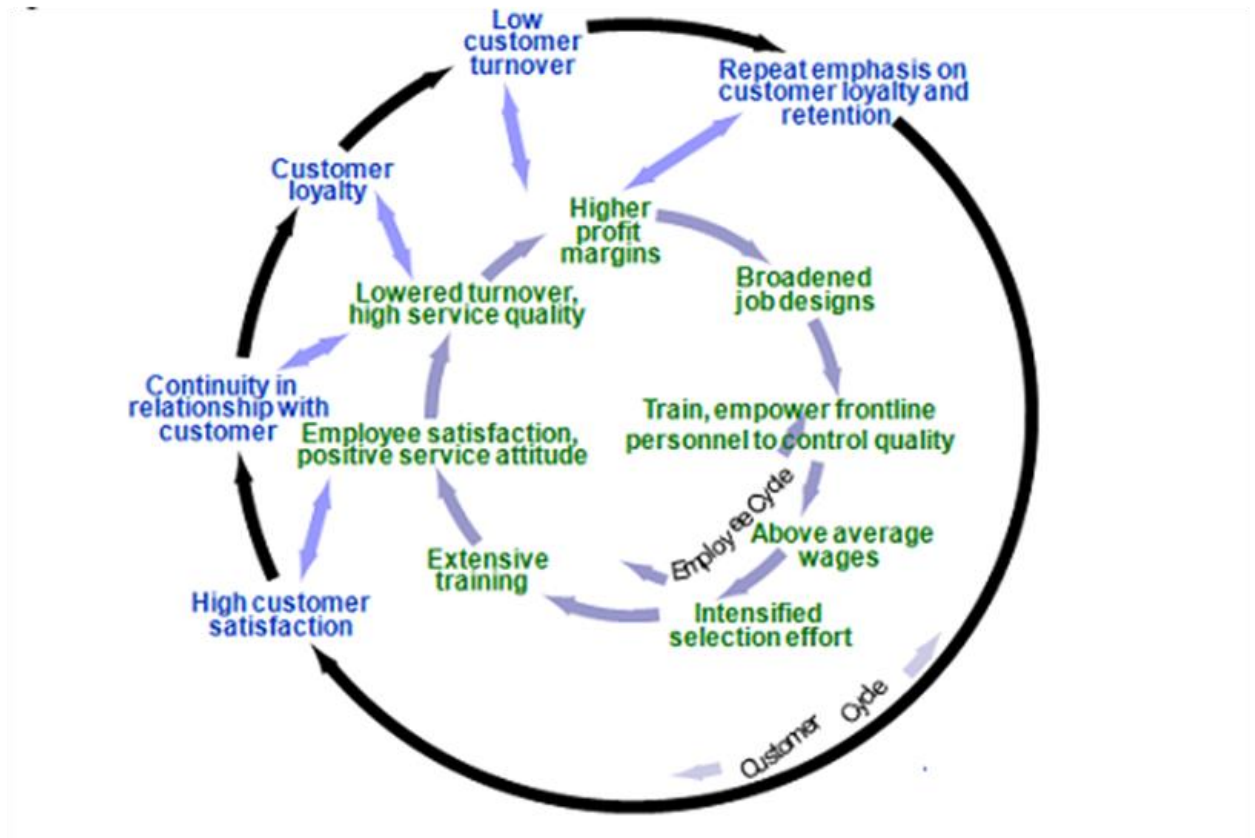 Low
customer
turnover
Repeat emphasis on
customer loyalty and
retention
Customer
loyalty
Higher
profit
margins
Broadened
job designs
Lowered turnover,
high service quality
Continuity in
relationship with
customer
Train, empower frontline
personnel to control quality
Employee satisfaction,
positive service attitude
Employee Cycle
Above average
wages
Extensive
training
High customer
satisfaction
Intensified
selection effort
Customer Cycle